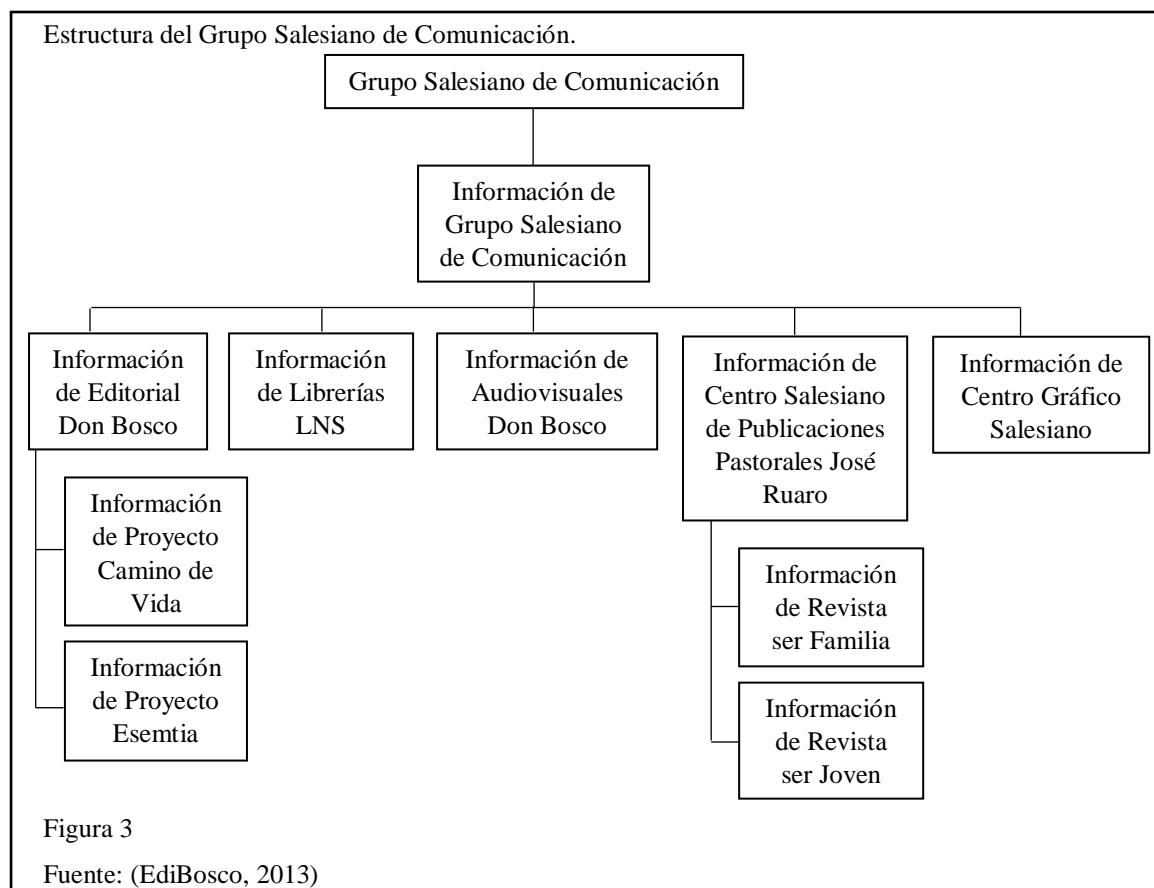 Estructura del Grupo Salesiano de Comunicación.
Grupo Salesiano de Comunicación
Información de
Grupo Salesiano
de Comunicación
Información
de Editorial
Don Bosco
Información
de Librerías
LNS
Información de
Audiovisuales
Don Bosco
Información de
Centro Salesiano
de Publicaciones
Pastorales José
Ruaro
Información de
Centro Gráfico
Salesiano
Información
de Proyecto
Camino de
Vida
Información
de Proyecto
Esemtia
Información
de Revista
ser Familia
Información
de Revista
ser Joven
Figura 3
Fuente: (EdiBosco, 2013)